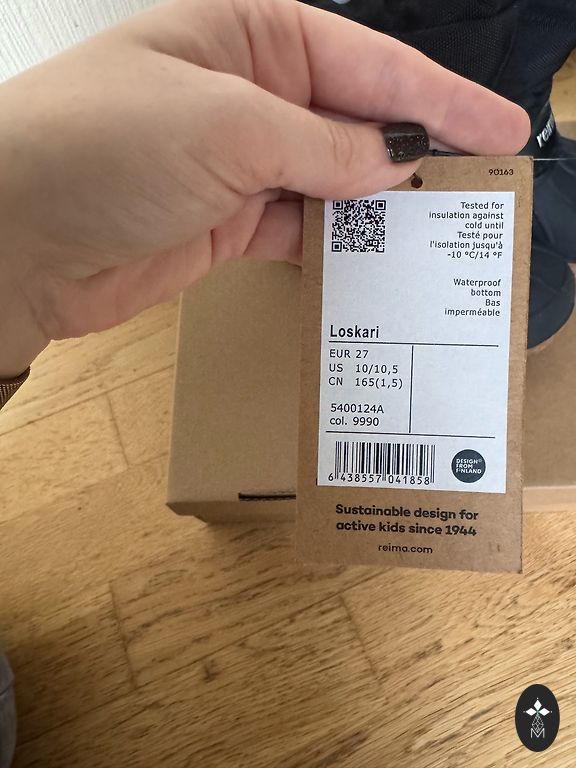 reim
90163
Tested for
insulation against
cold until
Testé pour
l'isolation jusqu'à
-10 °C/14 °F
Waterproof
bottom
Bas
imperméable
Loskari
EUR 27
US 10/10,5
CN 165(1,5)
5400124A
col. 9990
6 438557 041858
DESIGN
FROM
FINLAND
Sustainable design for
active kids since 1944
reima.com
M